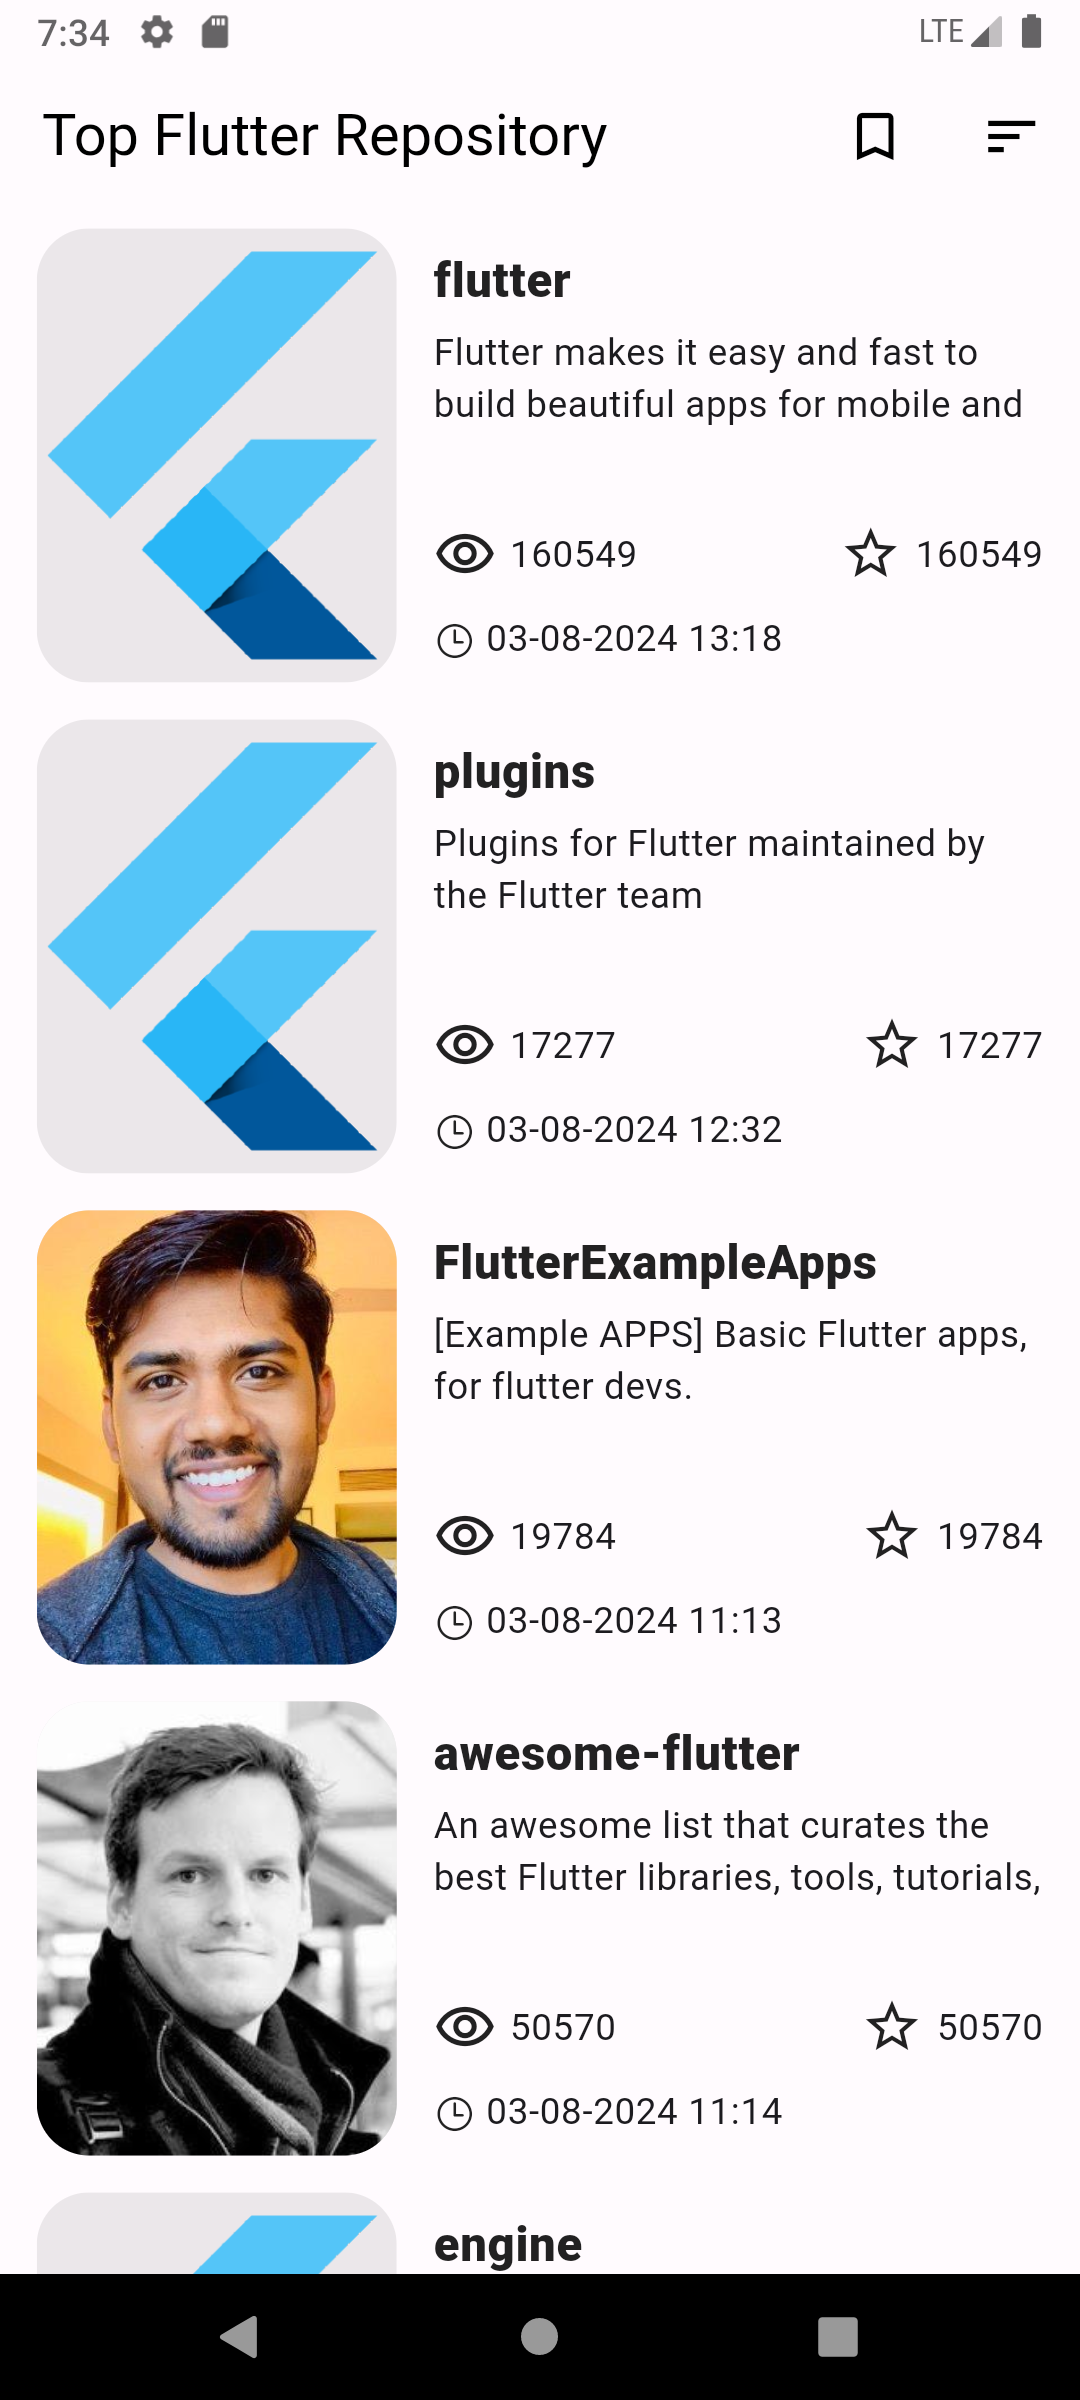 7:34
LTE
Top Flutter Repository
flutter
Flutter makes it easy and fast to
build beautiful apps for mobile and
160549
160549
03-08-2024 13:18
plugins
Plugins for Flutter maintained by
the Flutter team
17277
17277
03-08-2024 12:32
FlutterExampleApps
[Example APPS] Basic Flutter apps,
for flutter devs.
19784
19784
03-08-2024 11:13
awesome-flutter
An awesome list that curates the
best Flutter libraries, tools, tutorials,
50570
50570
03-08-2024 11:14
engine